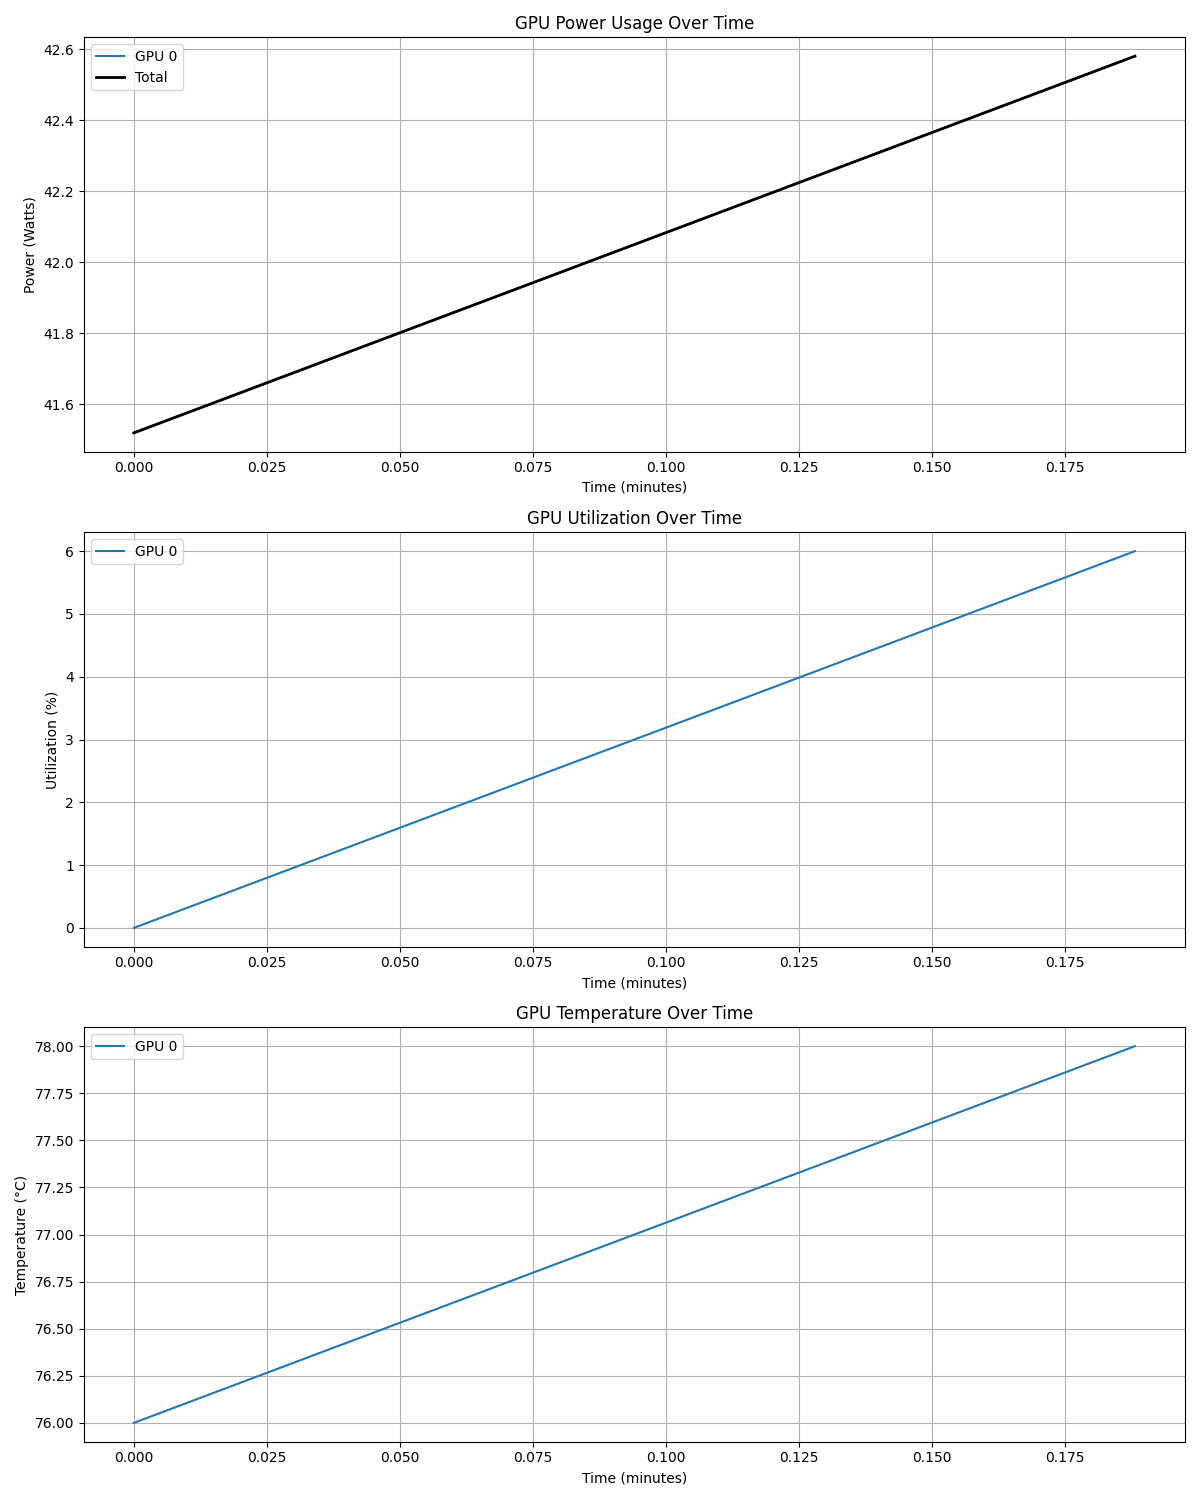 GPU Power Usage Over Time
GPU 0
Total
Power (Watts)
42.6
42.4
42.2
42.0
41.8
41.6
0.000 0.025 0.050 0.075 0.100 0.125 0.150 0.175
Time (minutes)
GPU Utilization Over Time
GPU 0
Utilization (%)
6
5
4
3
2
1
0
0.000 0.025 0.050 0.075 0.100 0.125 0.150 0.175
Time (minutes)
GPU Temperature Over Time
GPU 0
Temperature (°C)
78.00
77.75
77.50
77.25
77.00
76.75
76.50
76.25
76.00
0.000 0.025 0.050 0.075 0.100 0.125 0.150 0.175
Time (minutes)